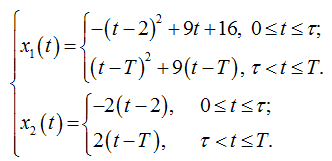 x₁(t) = { −(t−2)² + 9t + 16, 0 ≤ t ≤ τ;
(t−T)² + 9(t−T), τ < t ≤ T.
x₂(t) = { −2(t−2), 0 ≤ t ≤ τ;
2(t−T), τ < t ≤ T.